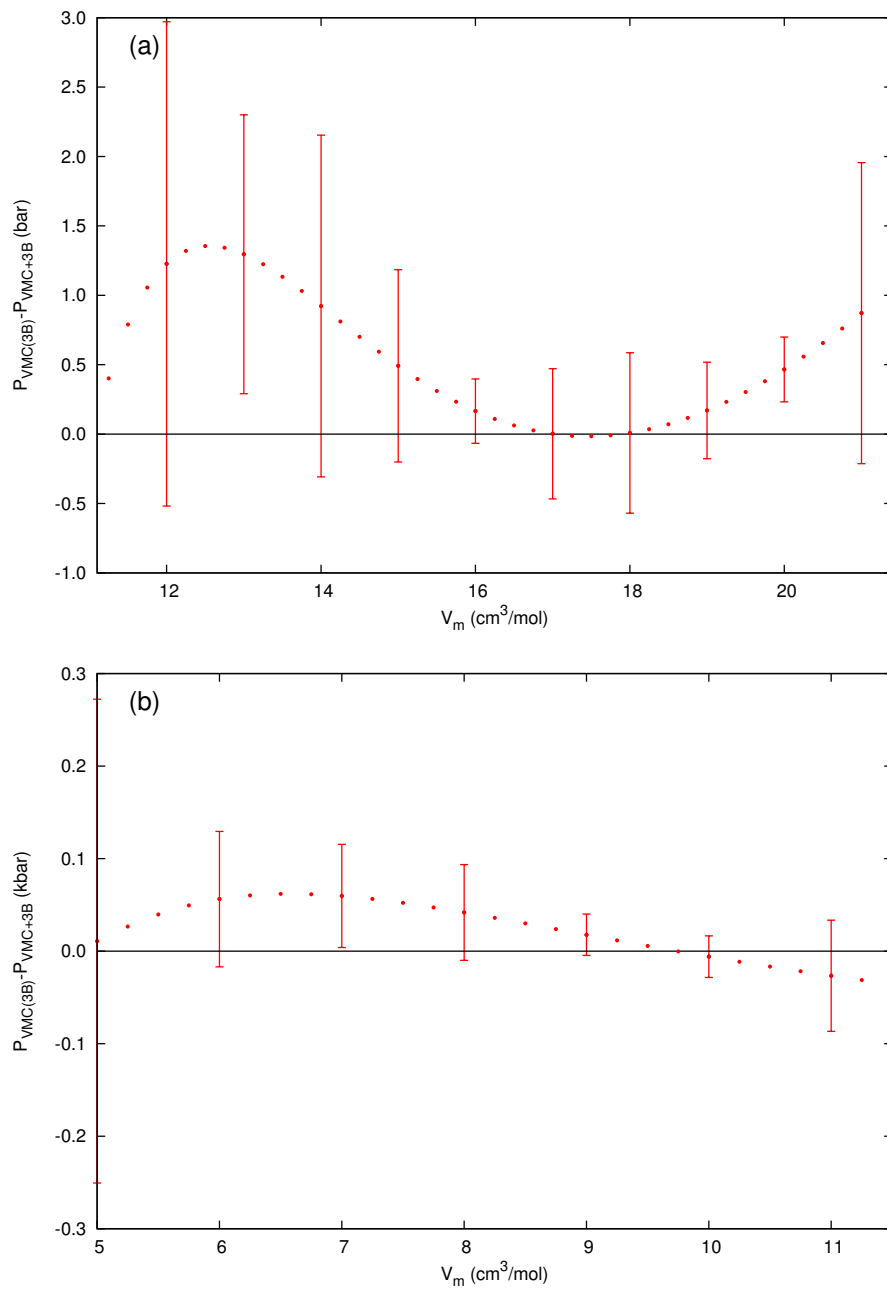 (a)
3.0
2.5
2.0
1.5
1.0
0.5
0.0
-0.5
-1.0
P_VMC(3B)-P_VMC+3B (bar)
12 14 16 18 20
V_m (cm^3/mol)
(b)
0.3
0.2
0.1
0.0
-0.1
-0.2
-0.3
P_VMC(3B)-P_VMC+3B (kbar)
5 6 7 8 9 10 11
V_m (cm^3/mol)